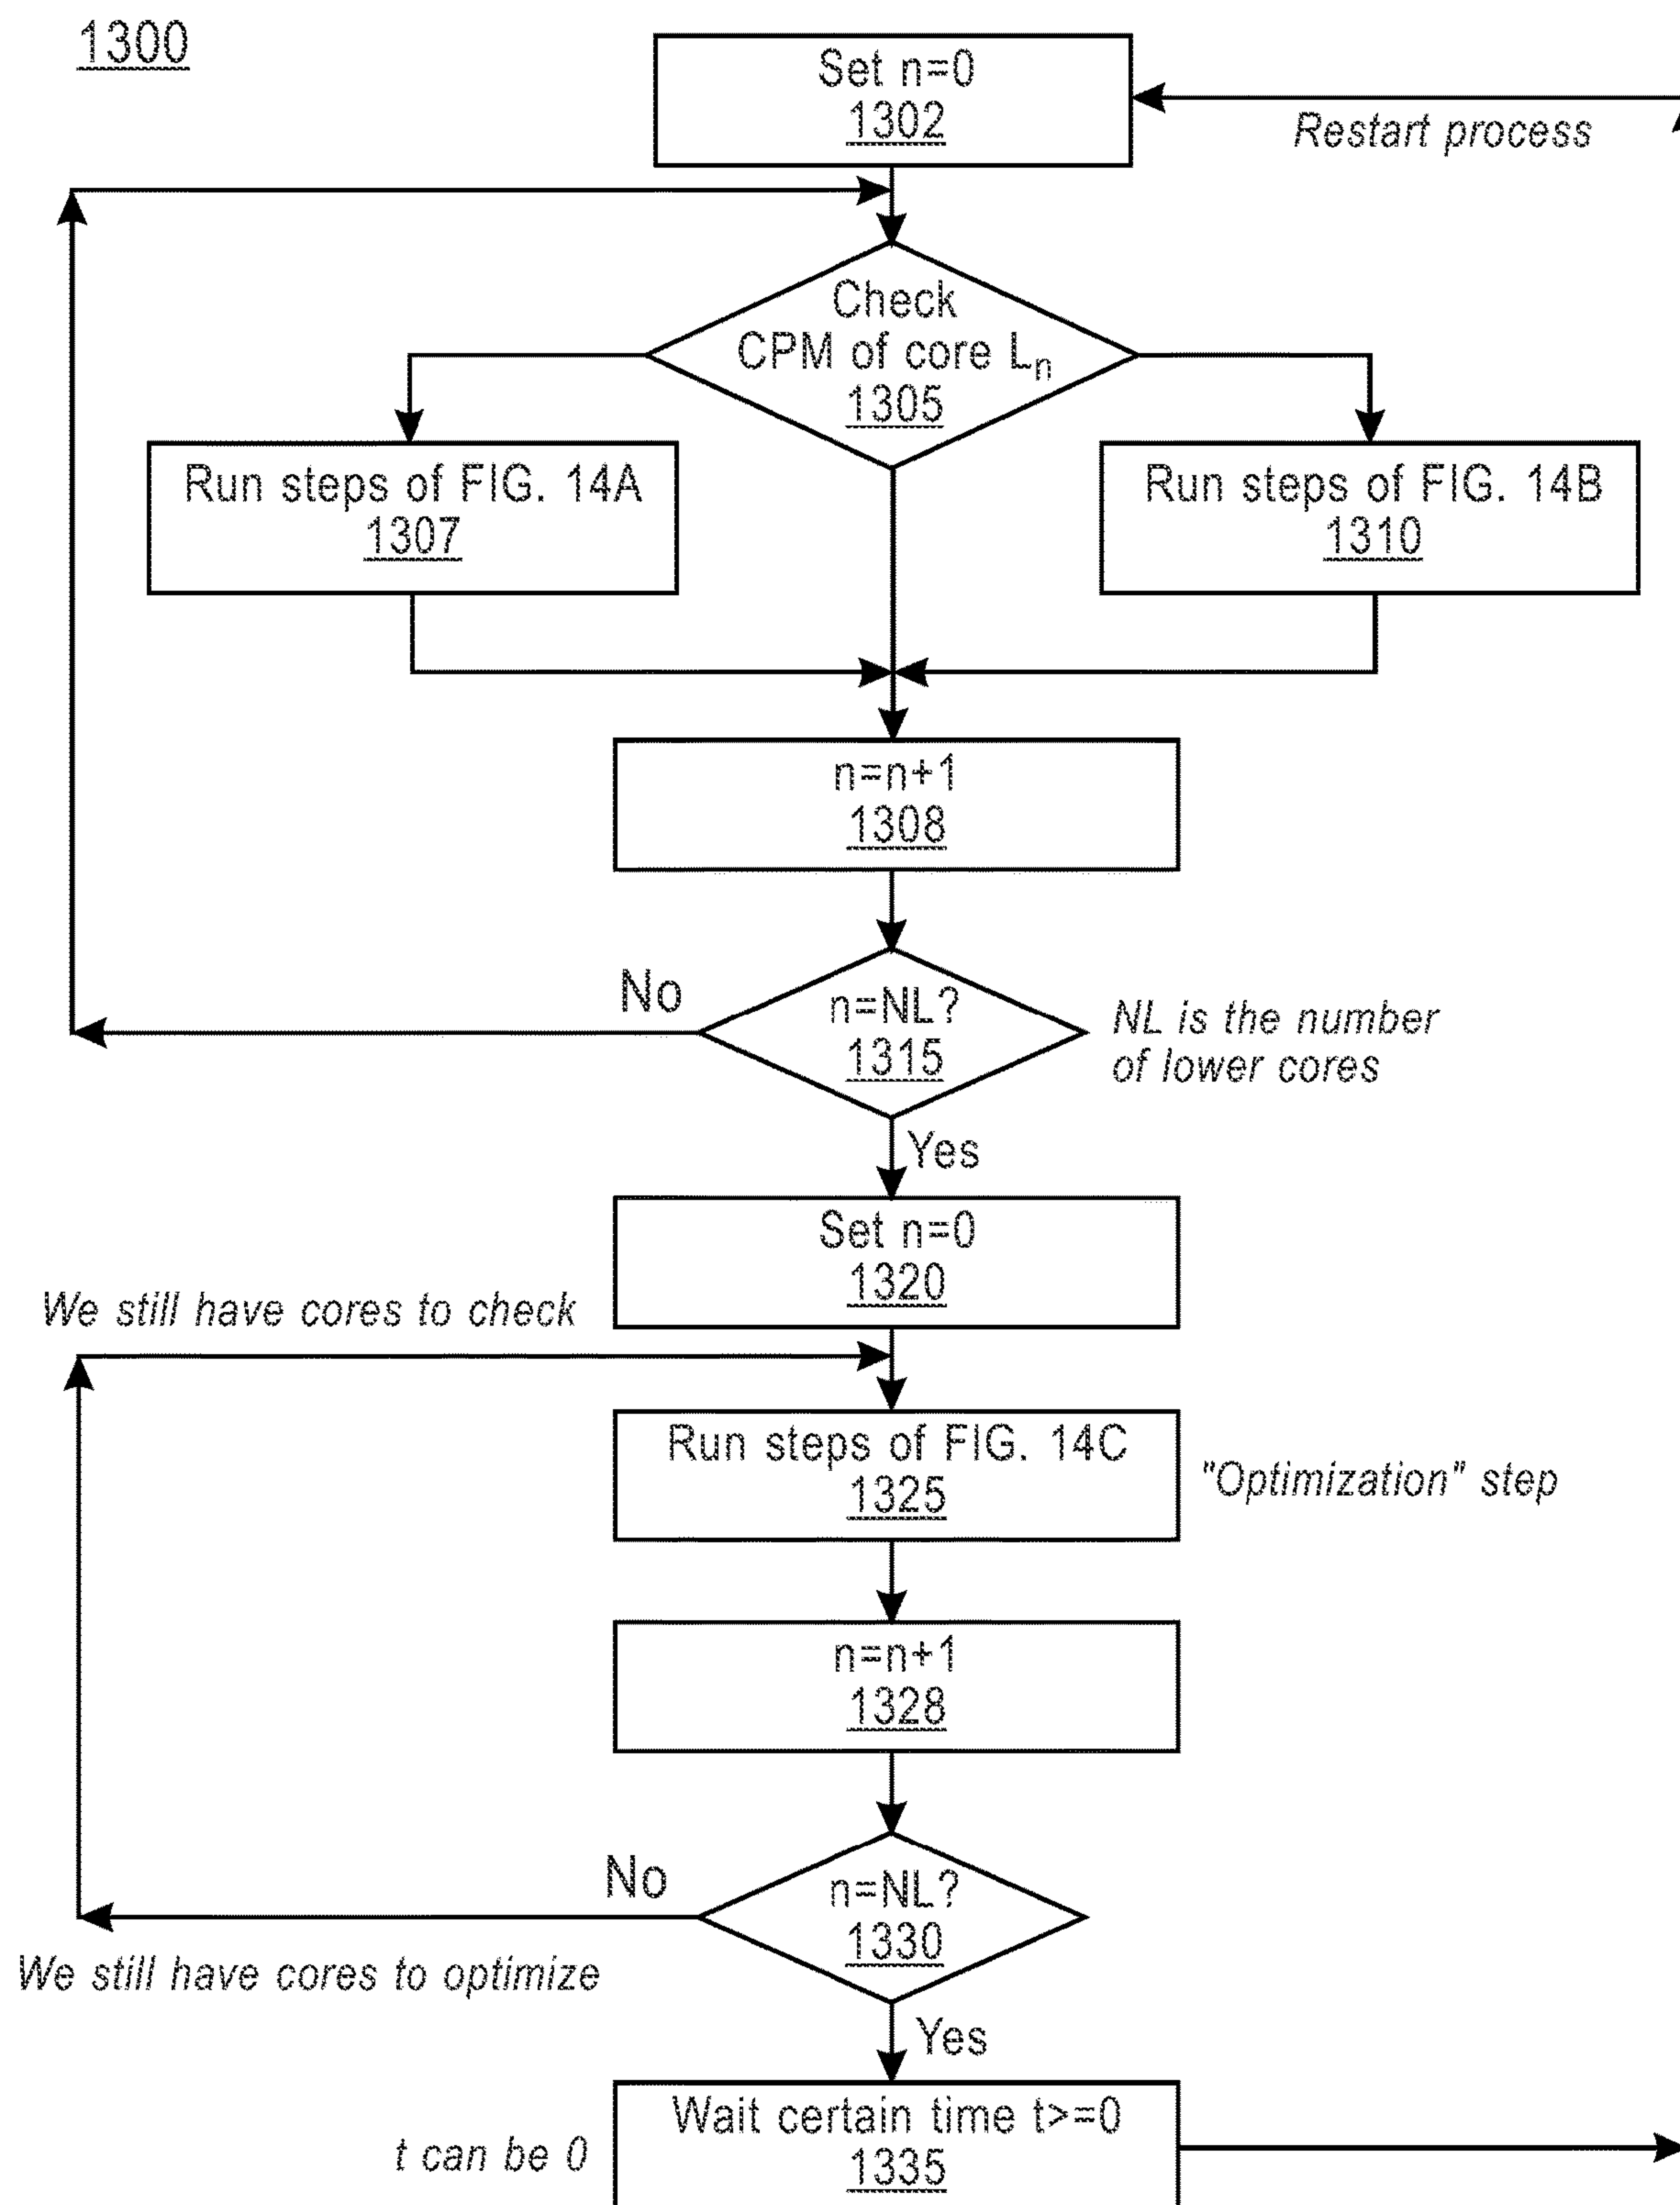 1300
Set n=0
1302
Restart process
Check
CPM of core Ln
1305
Run steps of FIG. 14A
1307
Run steps of FIG. 14B
1310
n=n+1
1308
No
n=NL?
1315
NL is the number
of lower cores
Yes
Set n=0
1320
We still have cores to check
Run steps of FIG. 14C
1325
"Optimization" step
n=n+1
1328
No
n=NL?
1330
We still have cores to optimize
Yes
Wait certain time t>=0
1335
t can be 0